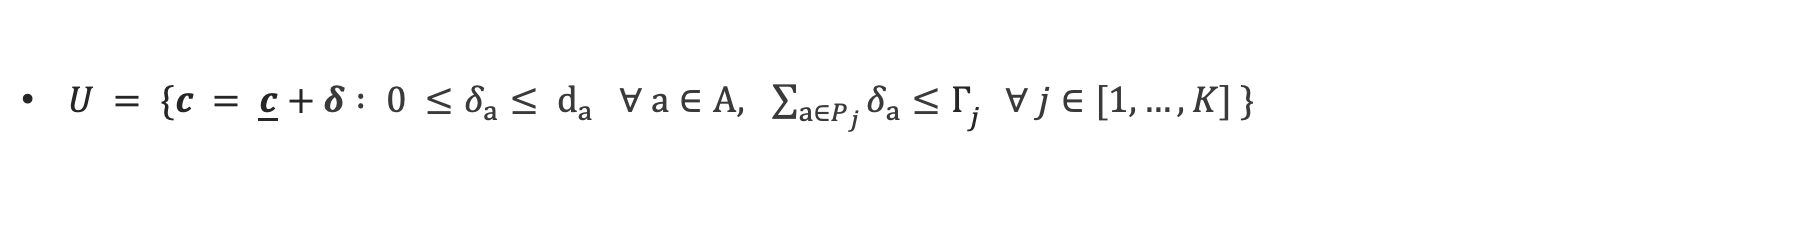 • U = {c = c + δ : 0 ≤ δₐ ≤ dₐ ∀ a ∈ A, ∑_{a∈P_j} δₐ ≤ Γ_j ∀ j ∈ [1, …, K] }